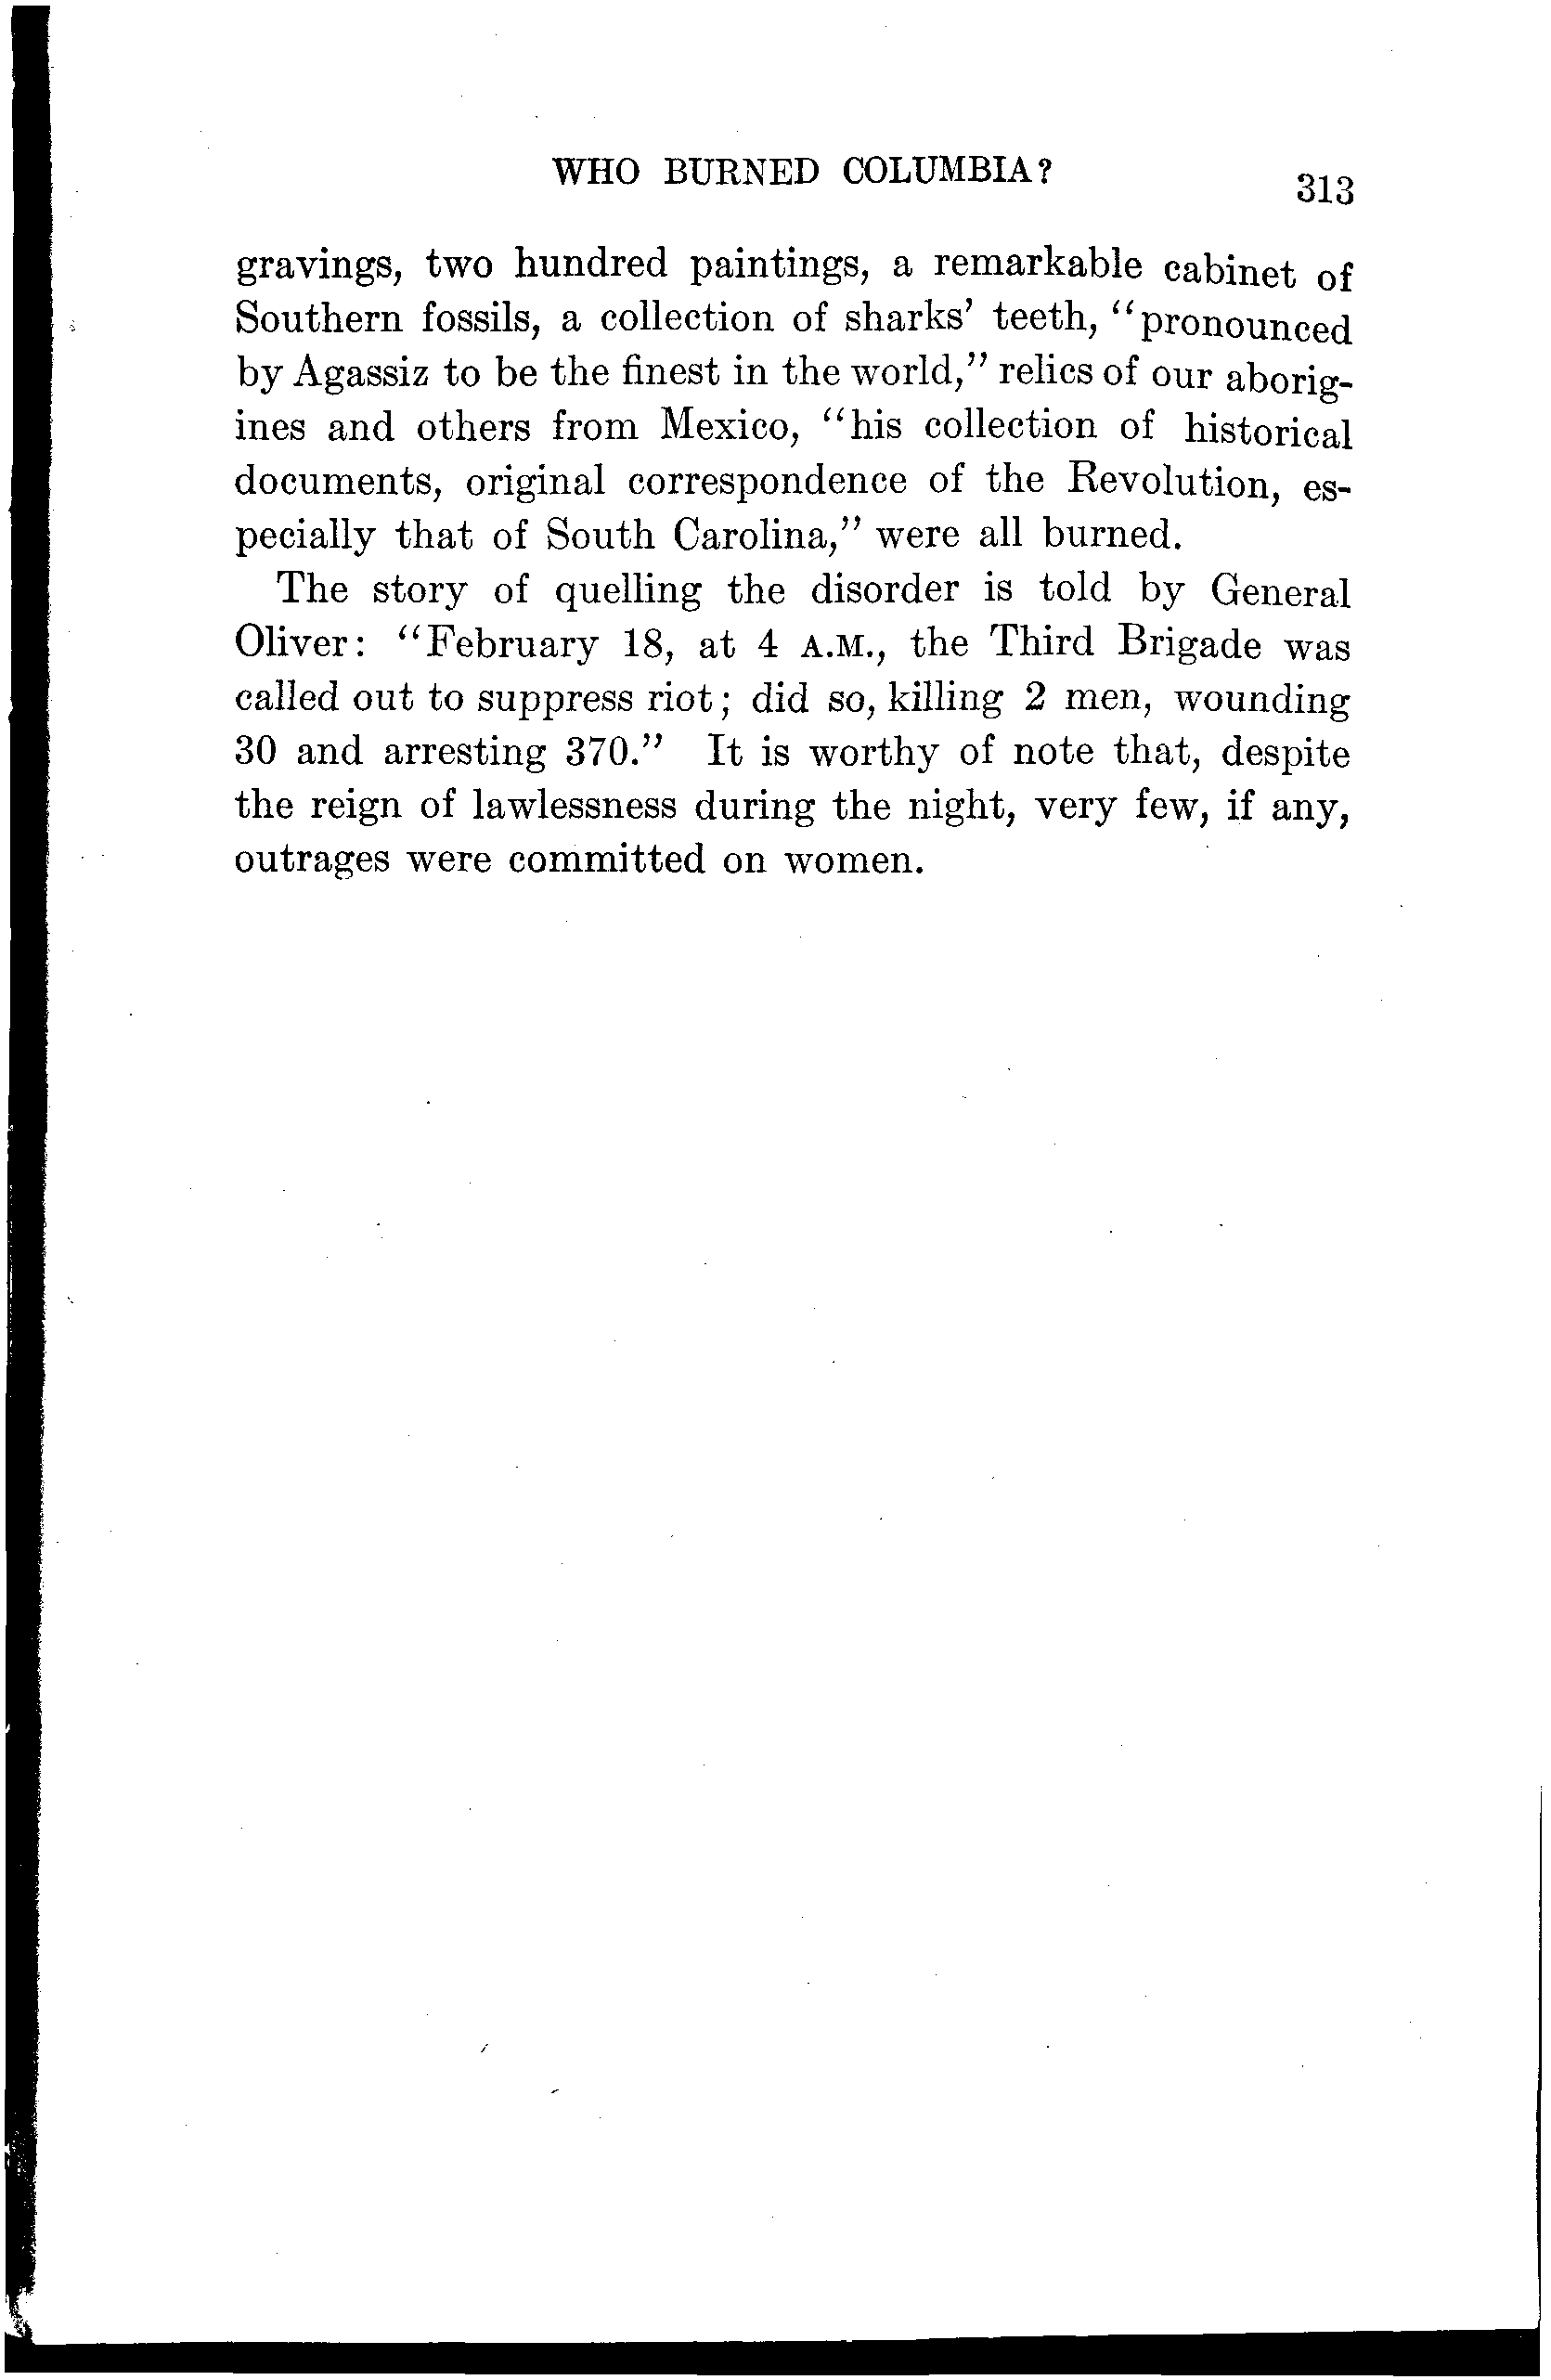 WHO BURNED COLUMBIA? 313
gravings, two hundred paintings, a remarkable cabinet of
Southern fossils, a collection of sharks' teeth, "pronounced
by Agassiz to be the finest in the world," relics of our aborig-
ines and others from Mexico, "his collection of historical
documents, original correspondence of the Revolution, es-
pecially that of South Carolina," were all burned.
The story of quelling the disorder is told by General
Oliver: "February 18, at 4 A.M., the Third Brigade was
called out to suppress riot; did so, killing 2 men, wounding
30 and arresting 370." It is worthy of note that, despite
the reign of lawlessness during the night, very few, if any,
outrages were committed on women.